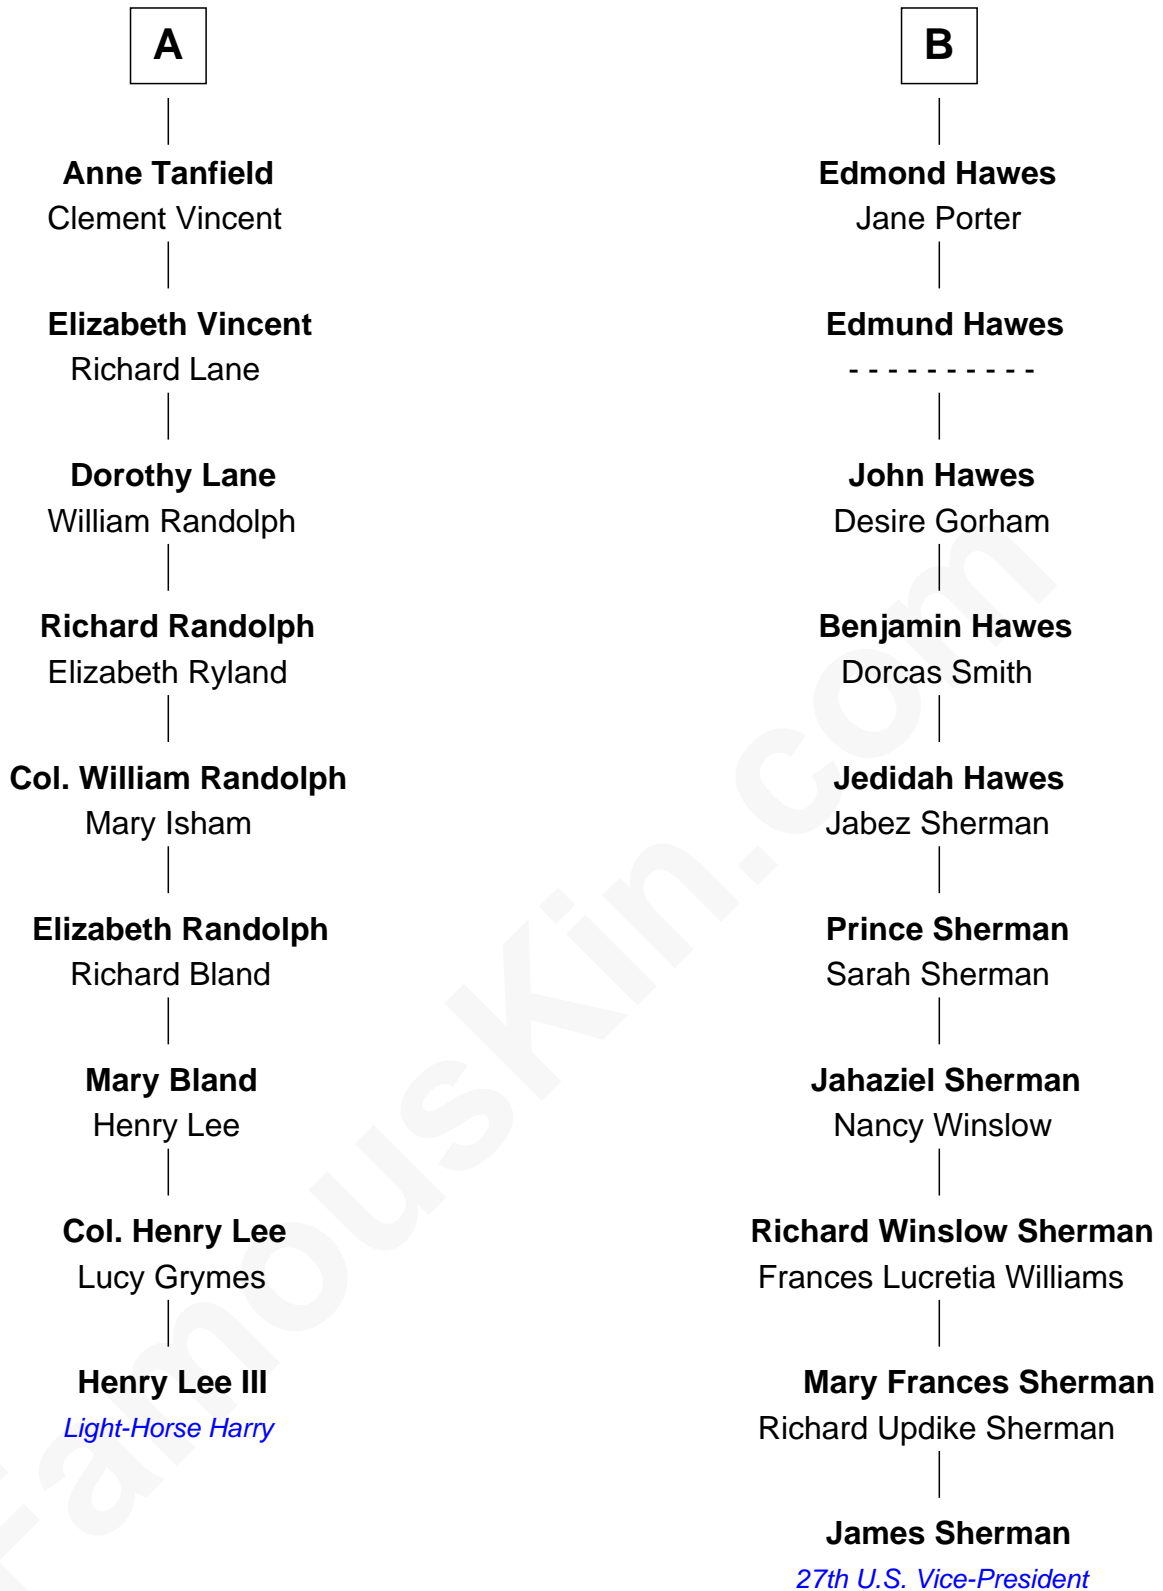 A
Anne Tanfield
Clement Vincent
Elizabeth Vincent
Richard Lane
Dorothy Lane
William Randolph
Richard Randolph
Elizabeth Ryland
Col. William Randolph
Mary Isham
Elizabeth Randolph
Richard Bland
Mary Bland
Henry Lee
Col. Henry Lee
Lucy Grymes
Henry Lee III
Light-Horse Harry
B
Edmond Hawes
Jane Porter
Edmund Hawes
- - - - - - - - - -
John Hawes
Desire Gorham
Benjamin Hawes
Dorcas Smith
Jedidah Hawes
Jabez Sherman
Prince Sherman
Sarah Sherman
Jahaziel Sherman
Nancy Winslow
Richard Winslow Sherman
Frances Lucretia Williams
Mary Frances Sherman
Richard Updike Sherman
James Sherman
27th U.S. Vice-President
FamousKin.com